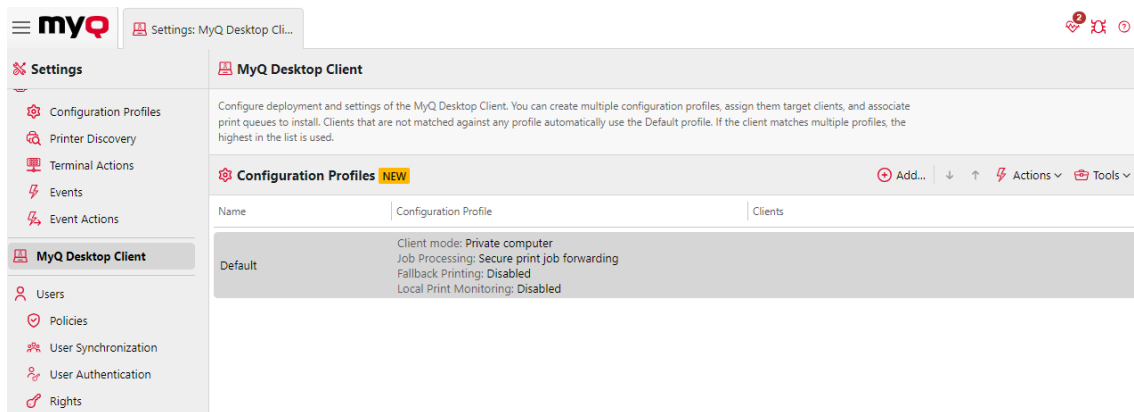 myQ
Settings: MyQ Desktop Cli...
2
Settings
MyQ Desktop Client
Configuration Profiles
Printer Discovery
Terminal Actions
Events
Event Actions
MyQ Desktop Client
Users
Policies
User Synchronization
User Authentication
Rights
Configure deployment and settings of the MyQ Desktop Client. You can create multiple configuration profiles, assign them target clients, and associate
print queues to install. Clients that are not matched against any profile automatically use the Default profile. If the client matches multiple profiles, the
highest in the list is used.
Configuration Profiles NEW
Add... Actions Tools
Name Configuration Profile Clients
Default
Client mode: Private computer
Job Processing: Secure print job forwarding
Fallback Printing: Disabled
Local Print Monitoring: Disabled